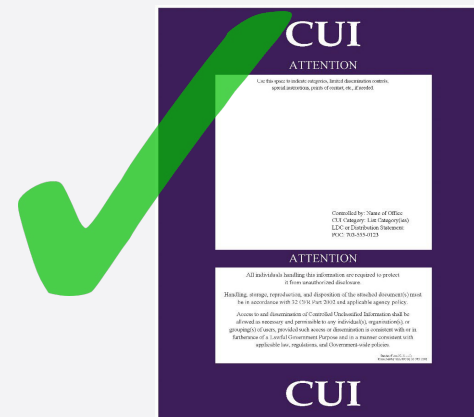 CUI
ATTENTION
Use this space to indicate categories, limited dissemination controls,
special instructions, points of contact, etc., if needed.
Controlled by: Name of Office
CUI Category: List Category(ies)
LDC or Distribution Statement
POC: 703-555-0123
ATTENTION
All individuals handling this information are required to protect
it from unauthorized disclosure.
Handling, storage, reproduction, and disposition of the attached document(s) must
be in accordance with 32 CFR Part 2002 and applicable agency policy.
Access to and dissemination of Controlled Unclassified Information shall be
allowed as necessary and permissible to any individual(s), organization(s), or
grouping(s) of users, provided such access or dissemination is consistent with or in
furtherance of a Lawful Government Purpose and in a manner consistent with
applicable law, regulations, and Government-wide policies.
CUI